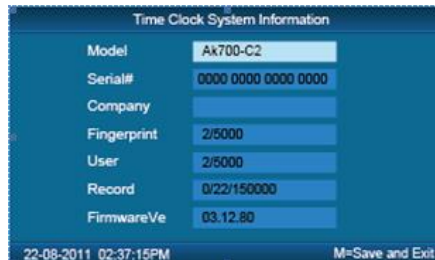 Time Clock System Information
Model Ak700-C2
Serial# 0000 0000 0000 0000
Company
Fingerprint 2/5000
User 2/5000
Record 0/22/150000
FirmwareVe 03.12.80
22-08-2011 02:37:15PM M=Save and Exit